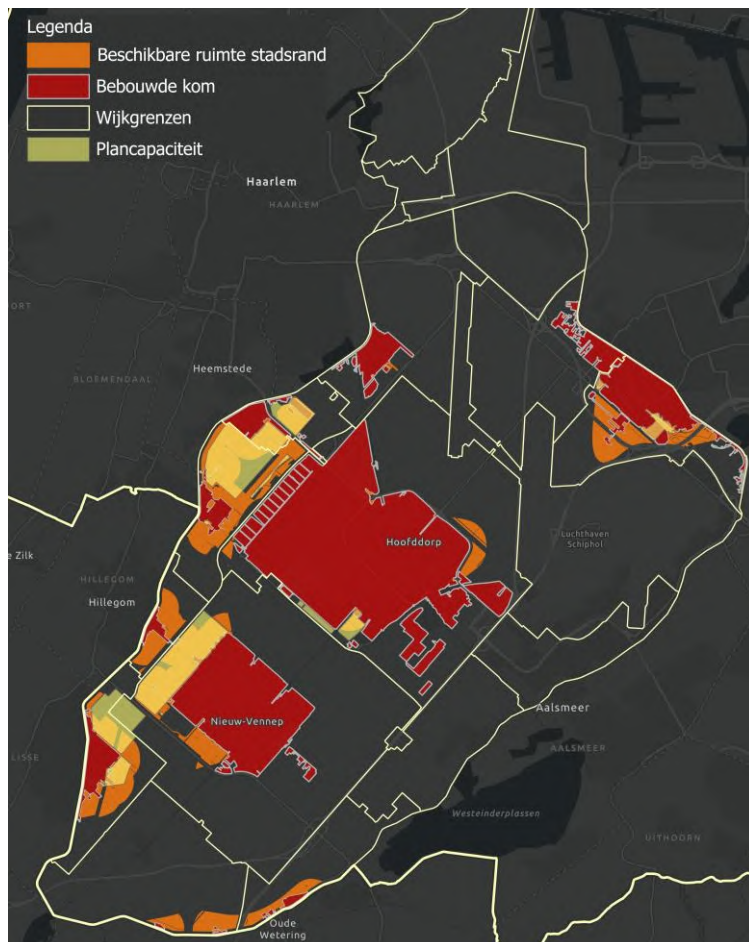 Legenda
Beschikbare ruimte stadsrand
Bebouwde kom
Wijkgrenzen
Plancapaciteit
Haarlem
HAARLEM
ORT
Heemstede
BLOEMENDAAL
Hoofddorp
Luchthaven
Schiphol
e Zilk
HILLEGOM
Hillegom
Aalsmeer
Nieuw-Vennep
AALSMEER
LISSE
Westeinderplassen
UITHOORN
Oude
Wetering